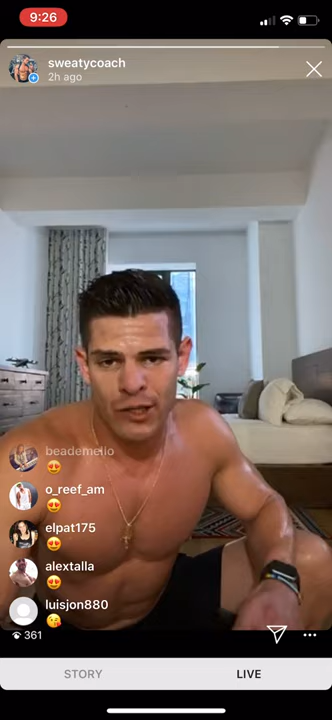 9:26
sweatycoach
2h ago
beademello
😍
o_reef_am
😍
elpat175
😍
alextalla
😍
luisjon880
😘
361
STORY
LIVE